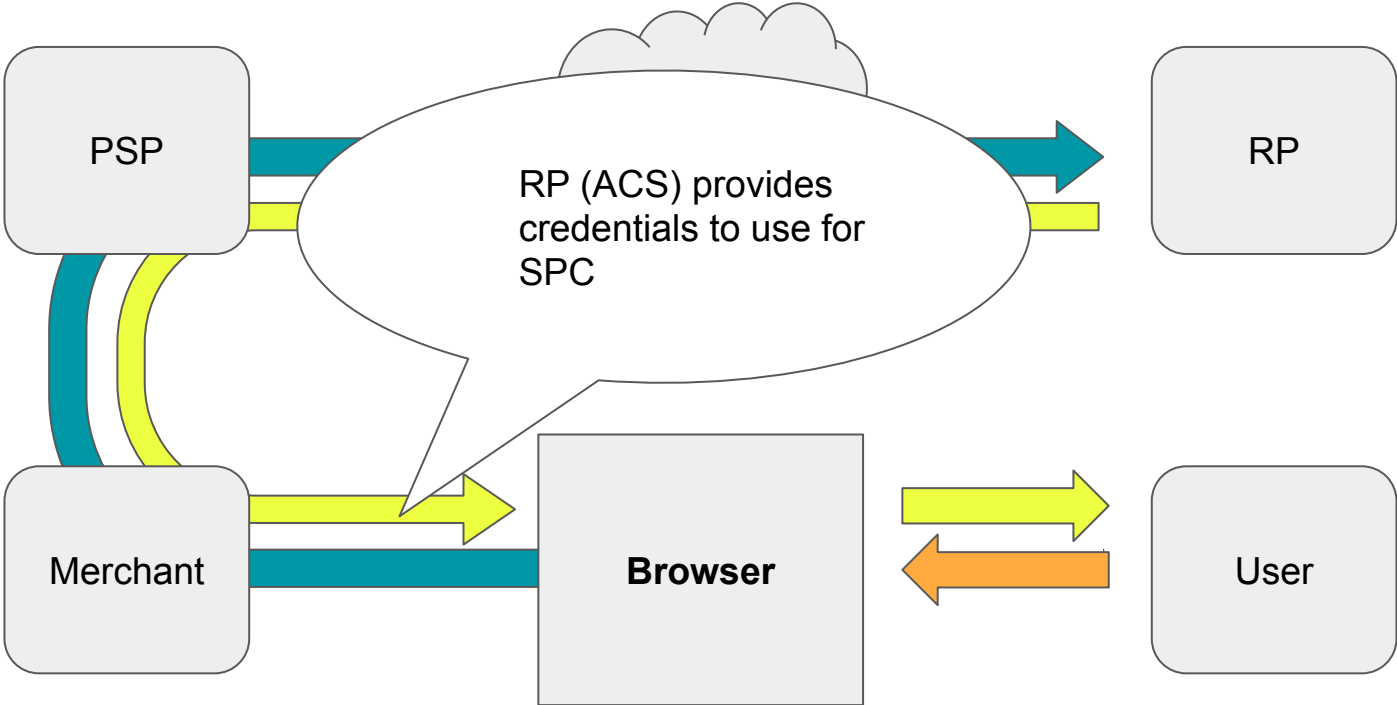 PSP
RP
RP (ACS) provides
credentials to use for
SPC
Merchant
Browser
User